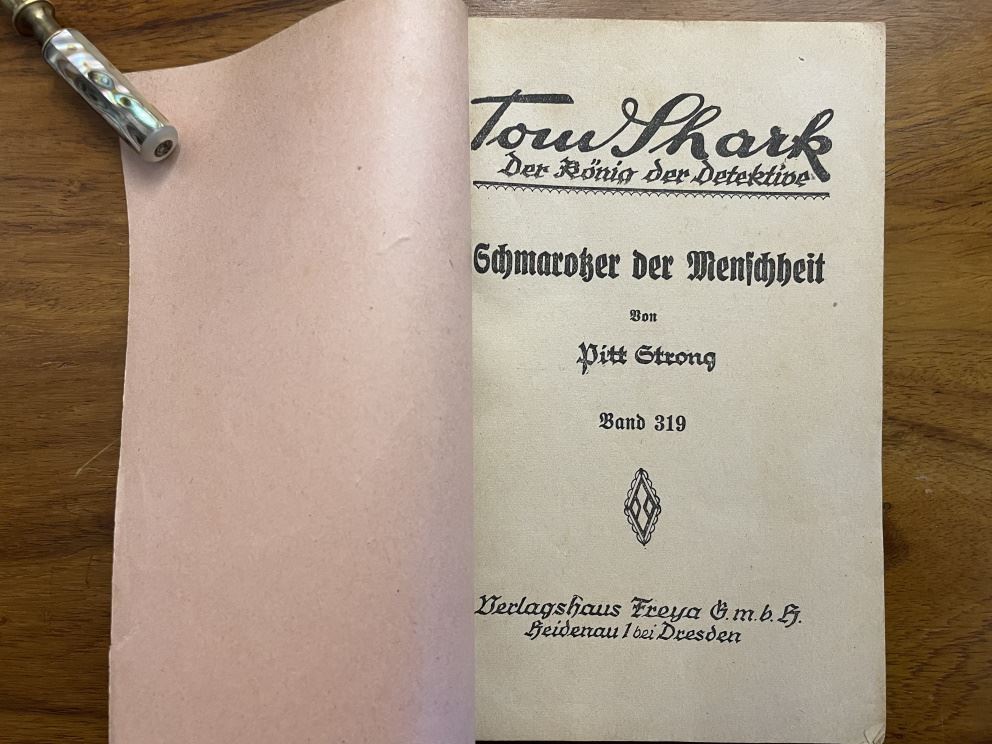 Tom Shark
Der König der Detektive
Schmarotzer der Menschheit
Von
Pitt Strong
Band 319
Verlagshaus Freya G.m.b.H.
Heidenau 1 bei Dresden